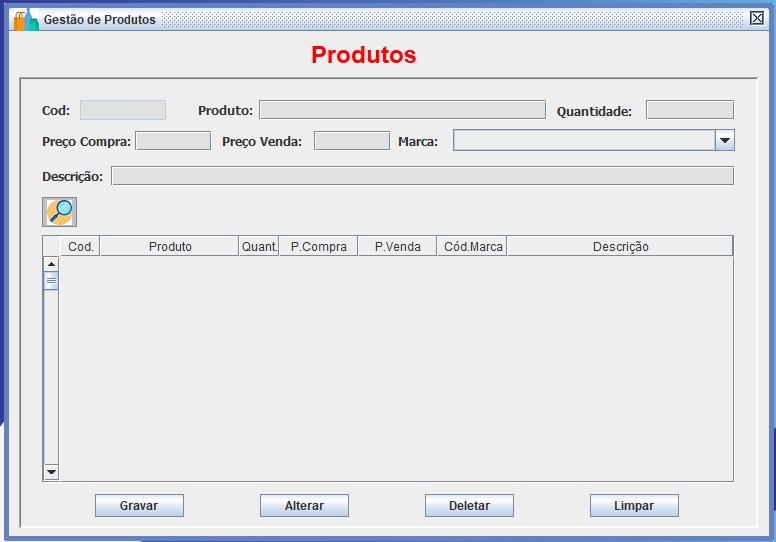 Gestão de Produtos
Produtos
Cod: Produto: Quantidade:
Preço Compra: Preço Venda: Marca:
Descrição:
Cod. Produto Quant. P.Compra P.Venda Cód.Marca Descrição
Gravar Alterar Deletar Limpar